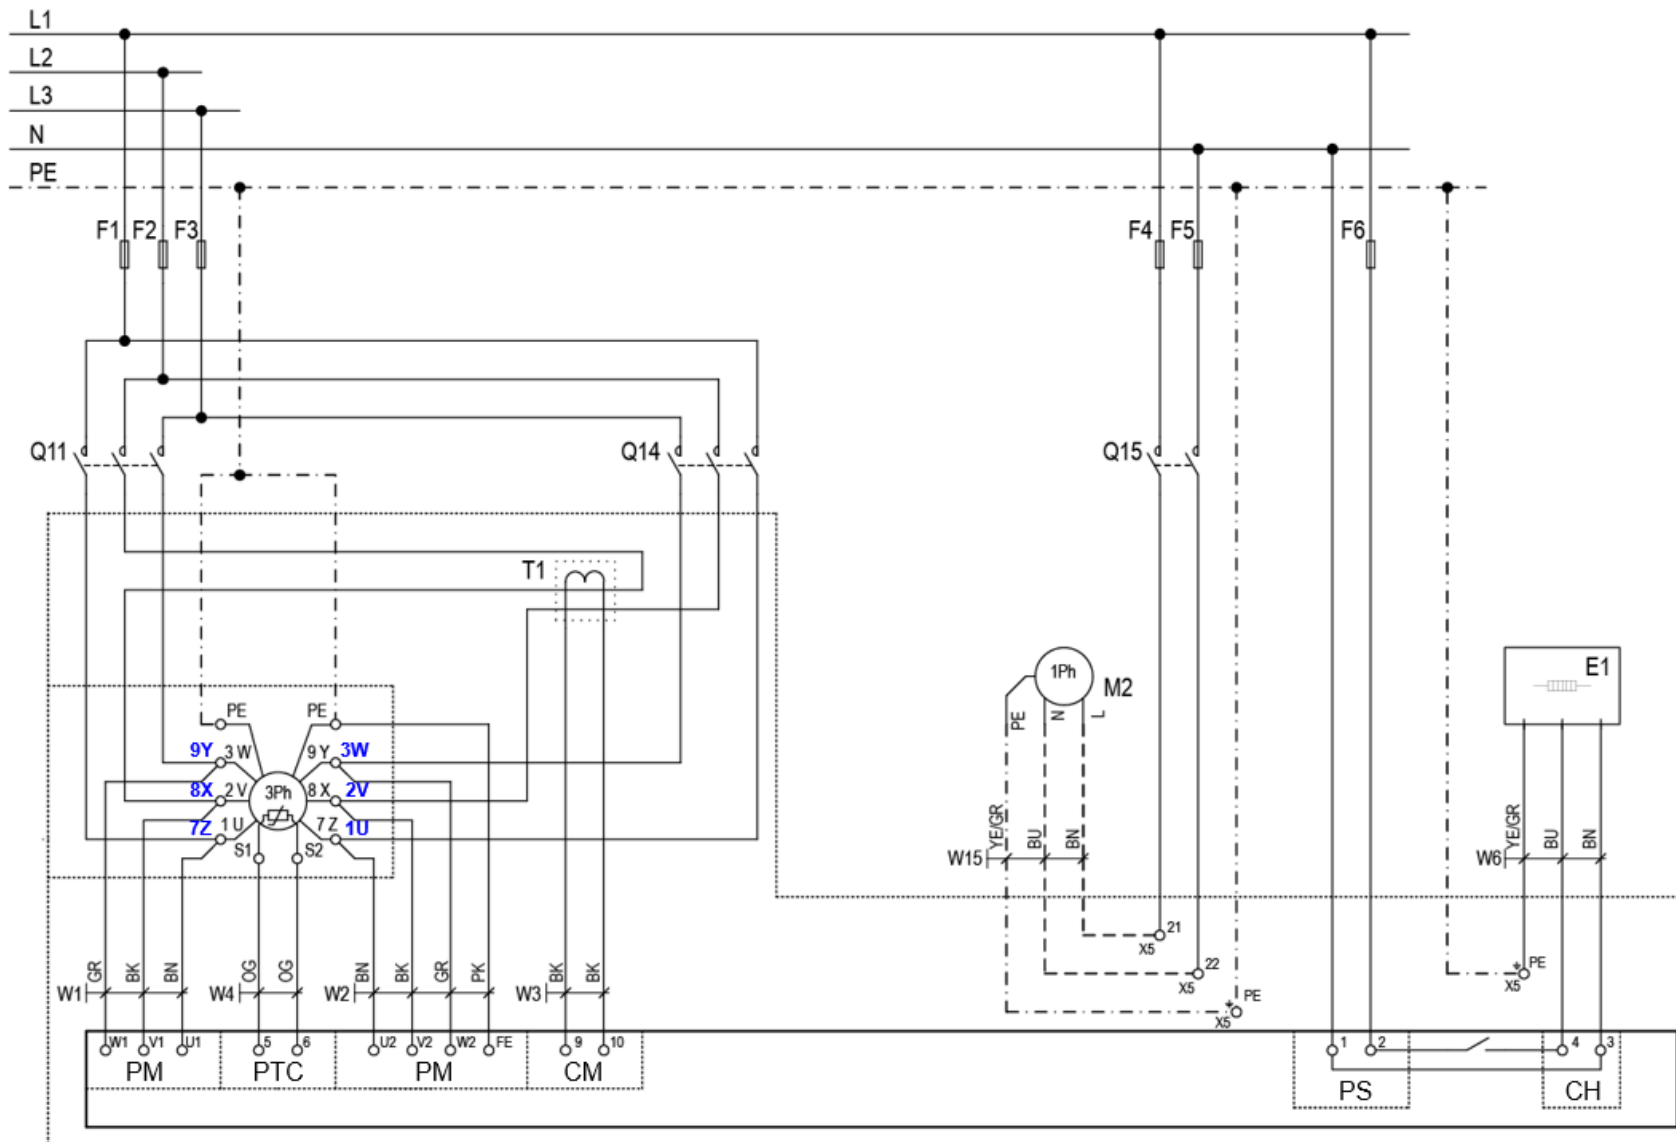 L1
L2
L3
N
PE
F1 F2 F3
F4 F5 F6
Q11 Q14 Q15
T1
1Ph M2
E1
PE N L
PE PE
9Y 3 W 9 Y 3W
8X 2 V 3Ph 8 X 2V
7Z 1 U 7 Z 1U
S1 S2
YE/GR BU BN
W15
YE/GR BU BN
W6
21
X5
22
X5
PE
X5
PE
X5
GR BK BN
W1
OG OG
W4
BN BK GR PK
W2
BK BK
W3
W1 V1 U1 5 6 U2 V2 W2 FE 9 10 1 2 4 3
PM PTC PM CM PS CH